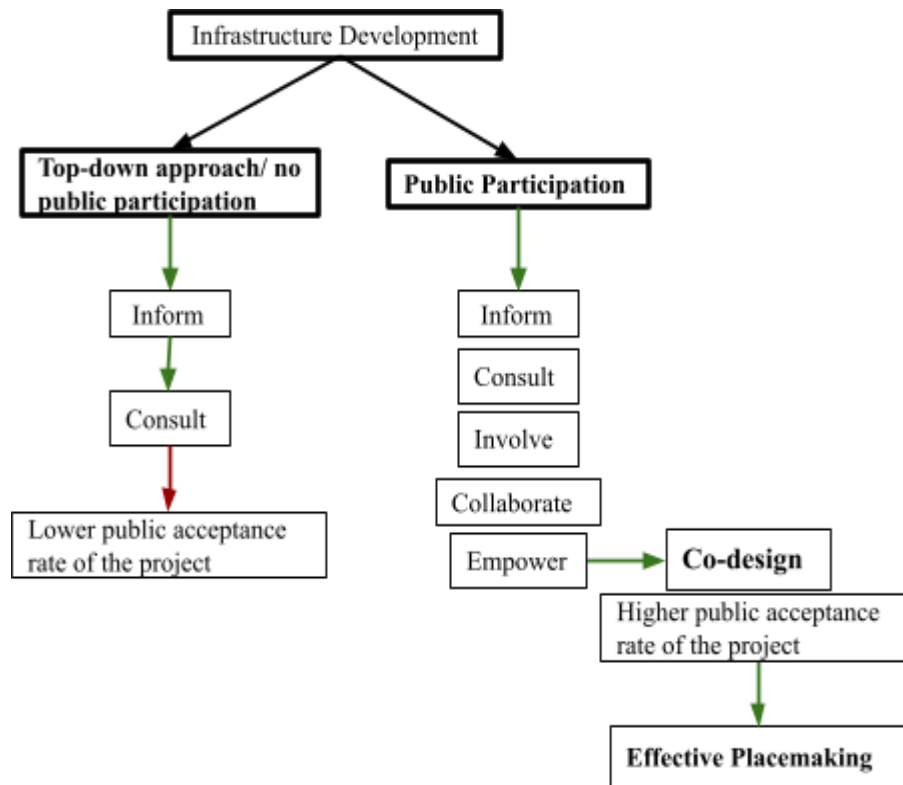 Infrastructure Development
Top-down approach/ no
public participation
Public Participation
Inform
Consult
Lower public acceptance
rate of the project
Inform
Consult
Involve
Collaborate
Empower
Co-design
Higher public acceptance
rate of the project
Effective Placemaking